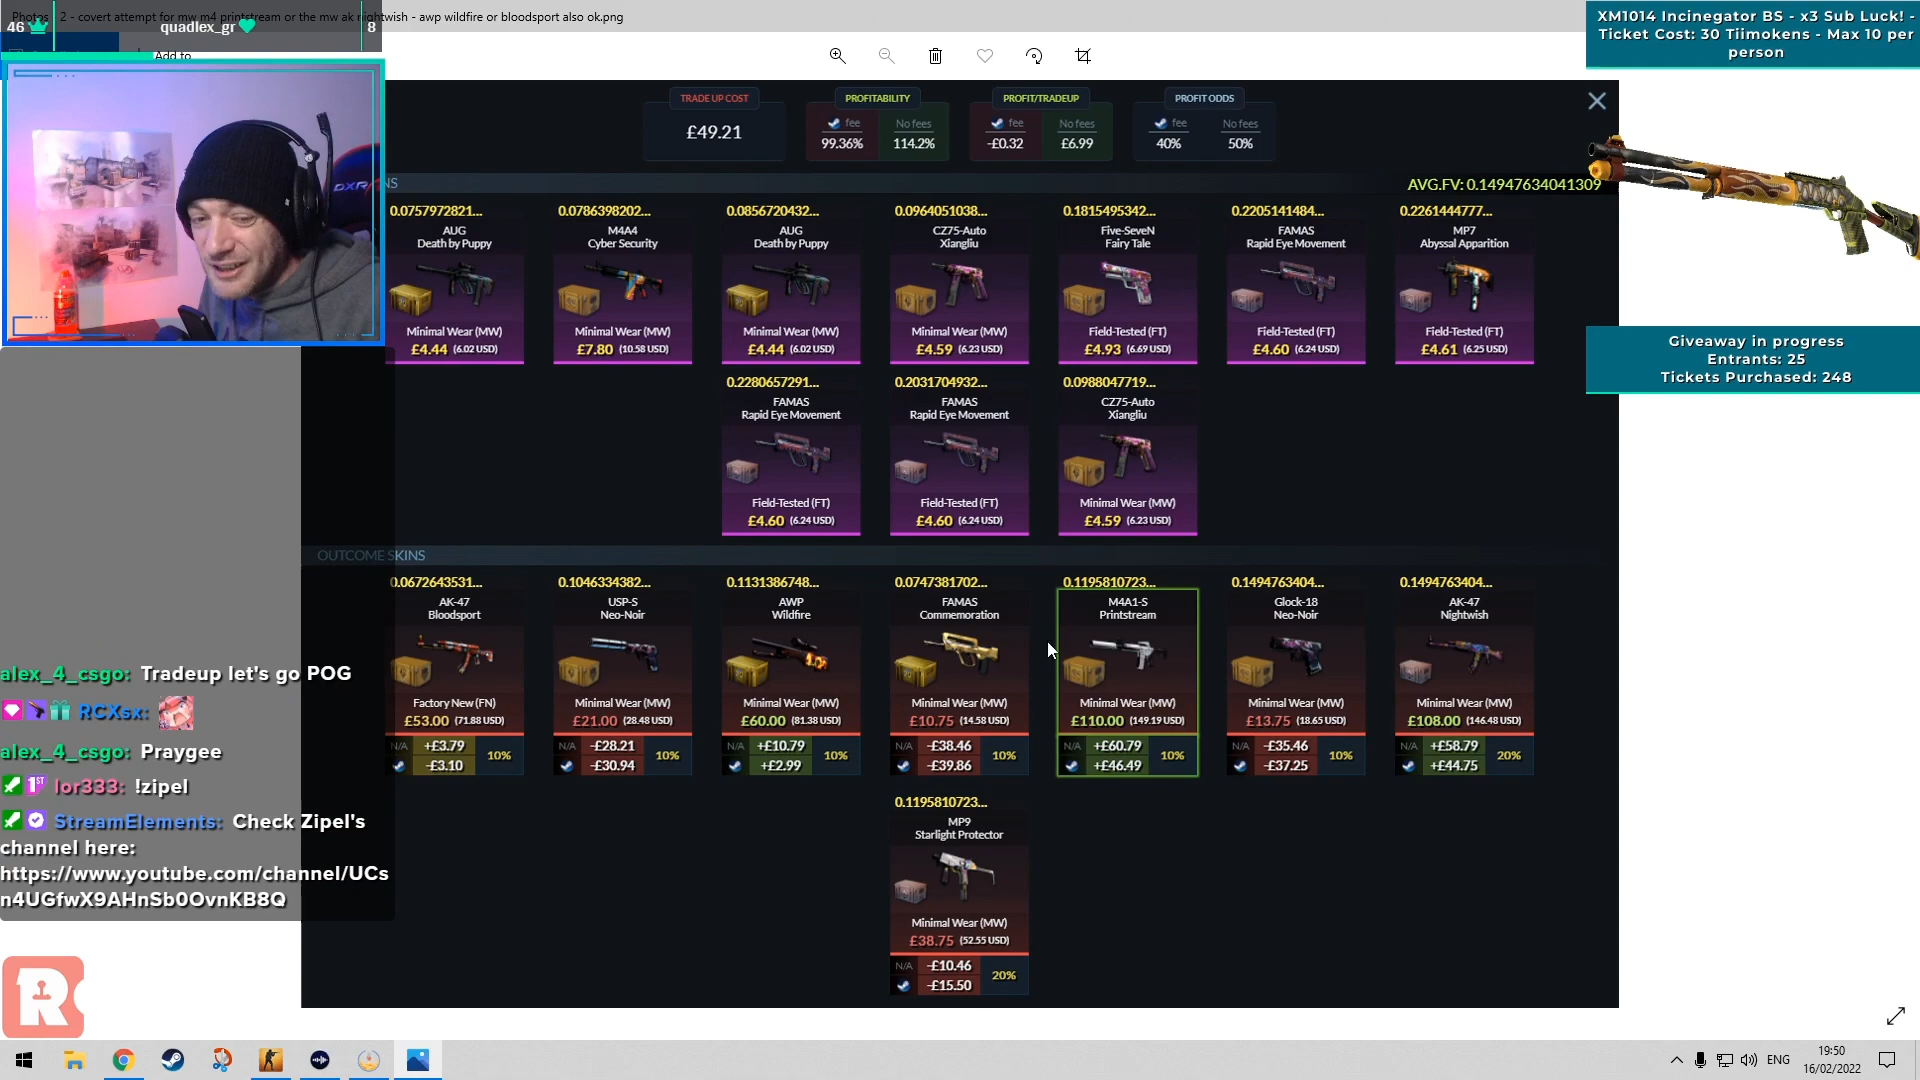 Photos - 2 - covert attempt for mw m4 printstream or the mw ak nightwish - awp wildfire or bloodsport also ok.png
46
quadlex_gr
8
Add to
XM1014 Incinegator BS - x3 Sub Luck! -
Ticket Cost: 30 Tiimokens - Max 10 per
person
TRADE UP COST
£49.21
PROFITABILITY
fee
No fees
99.36%
114.2%
PROFIT/TRADEUP
fee
No fees
-£0.32
£6.99
PROFIT ODDS
fee
No fees
40%
50%
NS
AVG.FV: 0.14947634041309
DXR
0.0757972821...
AUG
Death by Puppy
Minimal Wear (MW)
£4.44 (6.02 USD)
0.0786398202...
M4A4
Cyber Security
Minimal Wear (MW)
£7.80 (10.58 USD)
0.0856720432...
AUG
Death by Puppy
Minimal Wear (MW)
£4.44 (6.02 USD)
0.0964051038...
CZ75-Auto
Xiangliu
Minimal Wear (MW)
£4.59 (6.23 USD)
0.1815495342...
Five-SeveN
Fairy Tale
Field-Tested (FT)
£4.93 (6.69 USD)
0.2205141484...
FAMAS
Rapid Eye Movement
Field-Tested (FT)
£4.60 (6.24 USD)
0.2261444777...
MP7
Abyssal Apparition
Field-Tested (FT)
£4.61 (6.25 USD)
0.2280657291...
FAMAS
Rapid Eye Movement
Field-Tested (FT)
£4.60 (6.24 USD)
0.2031704932...
FAMAS
Rapid Eye Movement
Field-Tested (FT)
£4.60 (6.24 USD)
0.0988047719...
CZ75-Auto
Xiangliu
Minimal Wear (MW)
£4.59 (6.23 USD)
Giveaway in progress
Entrants: 25
Tickets Purchased: 248
OUTCOME SKINS
0.0672643531...
AK-47
Bloodsport
Factory New (FN)
£53.00 (71.88 USD)
N/A +£3.79
-£3.10
10%
0.1046334382...
USP-S
Neo-Noir
Minimal Wear (MW)
£21.00 (28.48 USD)
N/A -£28.21
-£30.94
10%
0.1131386748...
AWP
Wildfire
Minimal Wear (MW)
£60.00 (81.38 USD)
N/A +£10.79
+£2.99
10%
0.0747381702...
FAMAS
Commemoration
Minimal Wear (MW)
£10.75 (14.58 USD)
N/A -£38.46
-£39.86
10%
0.1195810723...
M4A1-S
Printstream
Minimal Wear (MW)
£110.00 (149.19 USD)
N/A +£60.79
+£46.49
10%
0.1494763404...
Glock-18
Neo-Noir
Minimal Wear (MW)
£13.75 (18.65 USD)
N/A -£35.46
-£37.25
10%
0.1494763404...
AK-47
Nightwish
Minimal Wear (MW)
£108.00 (146.48 USD)
N/A +£58.79
+£44.75
20%
0.1195810723...
MP9
Starlight Protector
Minimal Wear (MW)
£38.75 (52.55 USD)
N/A -£10.46
-£15.50
20%
alex_4_csgo: Tradeup let's go POG
RCXsx:
alex_4_csgo: Praygee
1ST lor333: !zipel
StreamElements: Check Zipel's
channel here:
https://www.youtube.com/channel/UCs
n4UGfwX9AHnSb0OvnKB8Q
R
ENG
19:50
16/02/2022